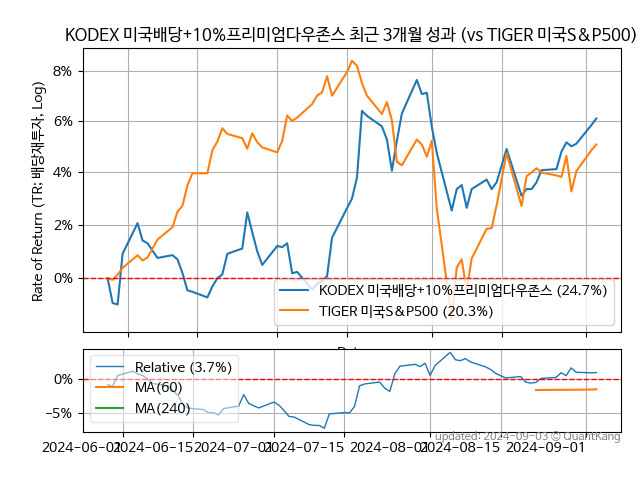 KODEX 미국배당+10%프리미엄다우존스 최근 3개월 성과 (vs TIGER 미국S&P500)
Rate of Return (TR: 배당재투자, Log)
8%
6%
4%
2%
0%
KODEX 미국배당+10%프리미엄다우존스 (24.7%)
TIGER 미국S&P500 (20.3%)
0%
−5%
Relative (3.7%)
MA(60)
MA(240)
2024-06-01
2024-06-15
2024-07-01
2024-07-15
2024-08-01
2024-08-15
2024-09-01
updated: 2024-09-03 © QuantKang